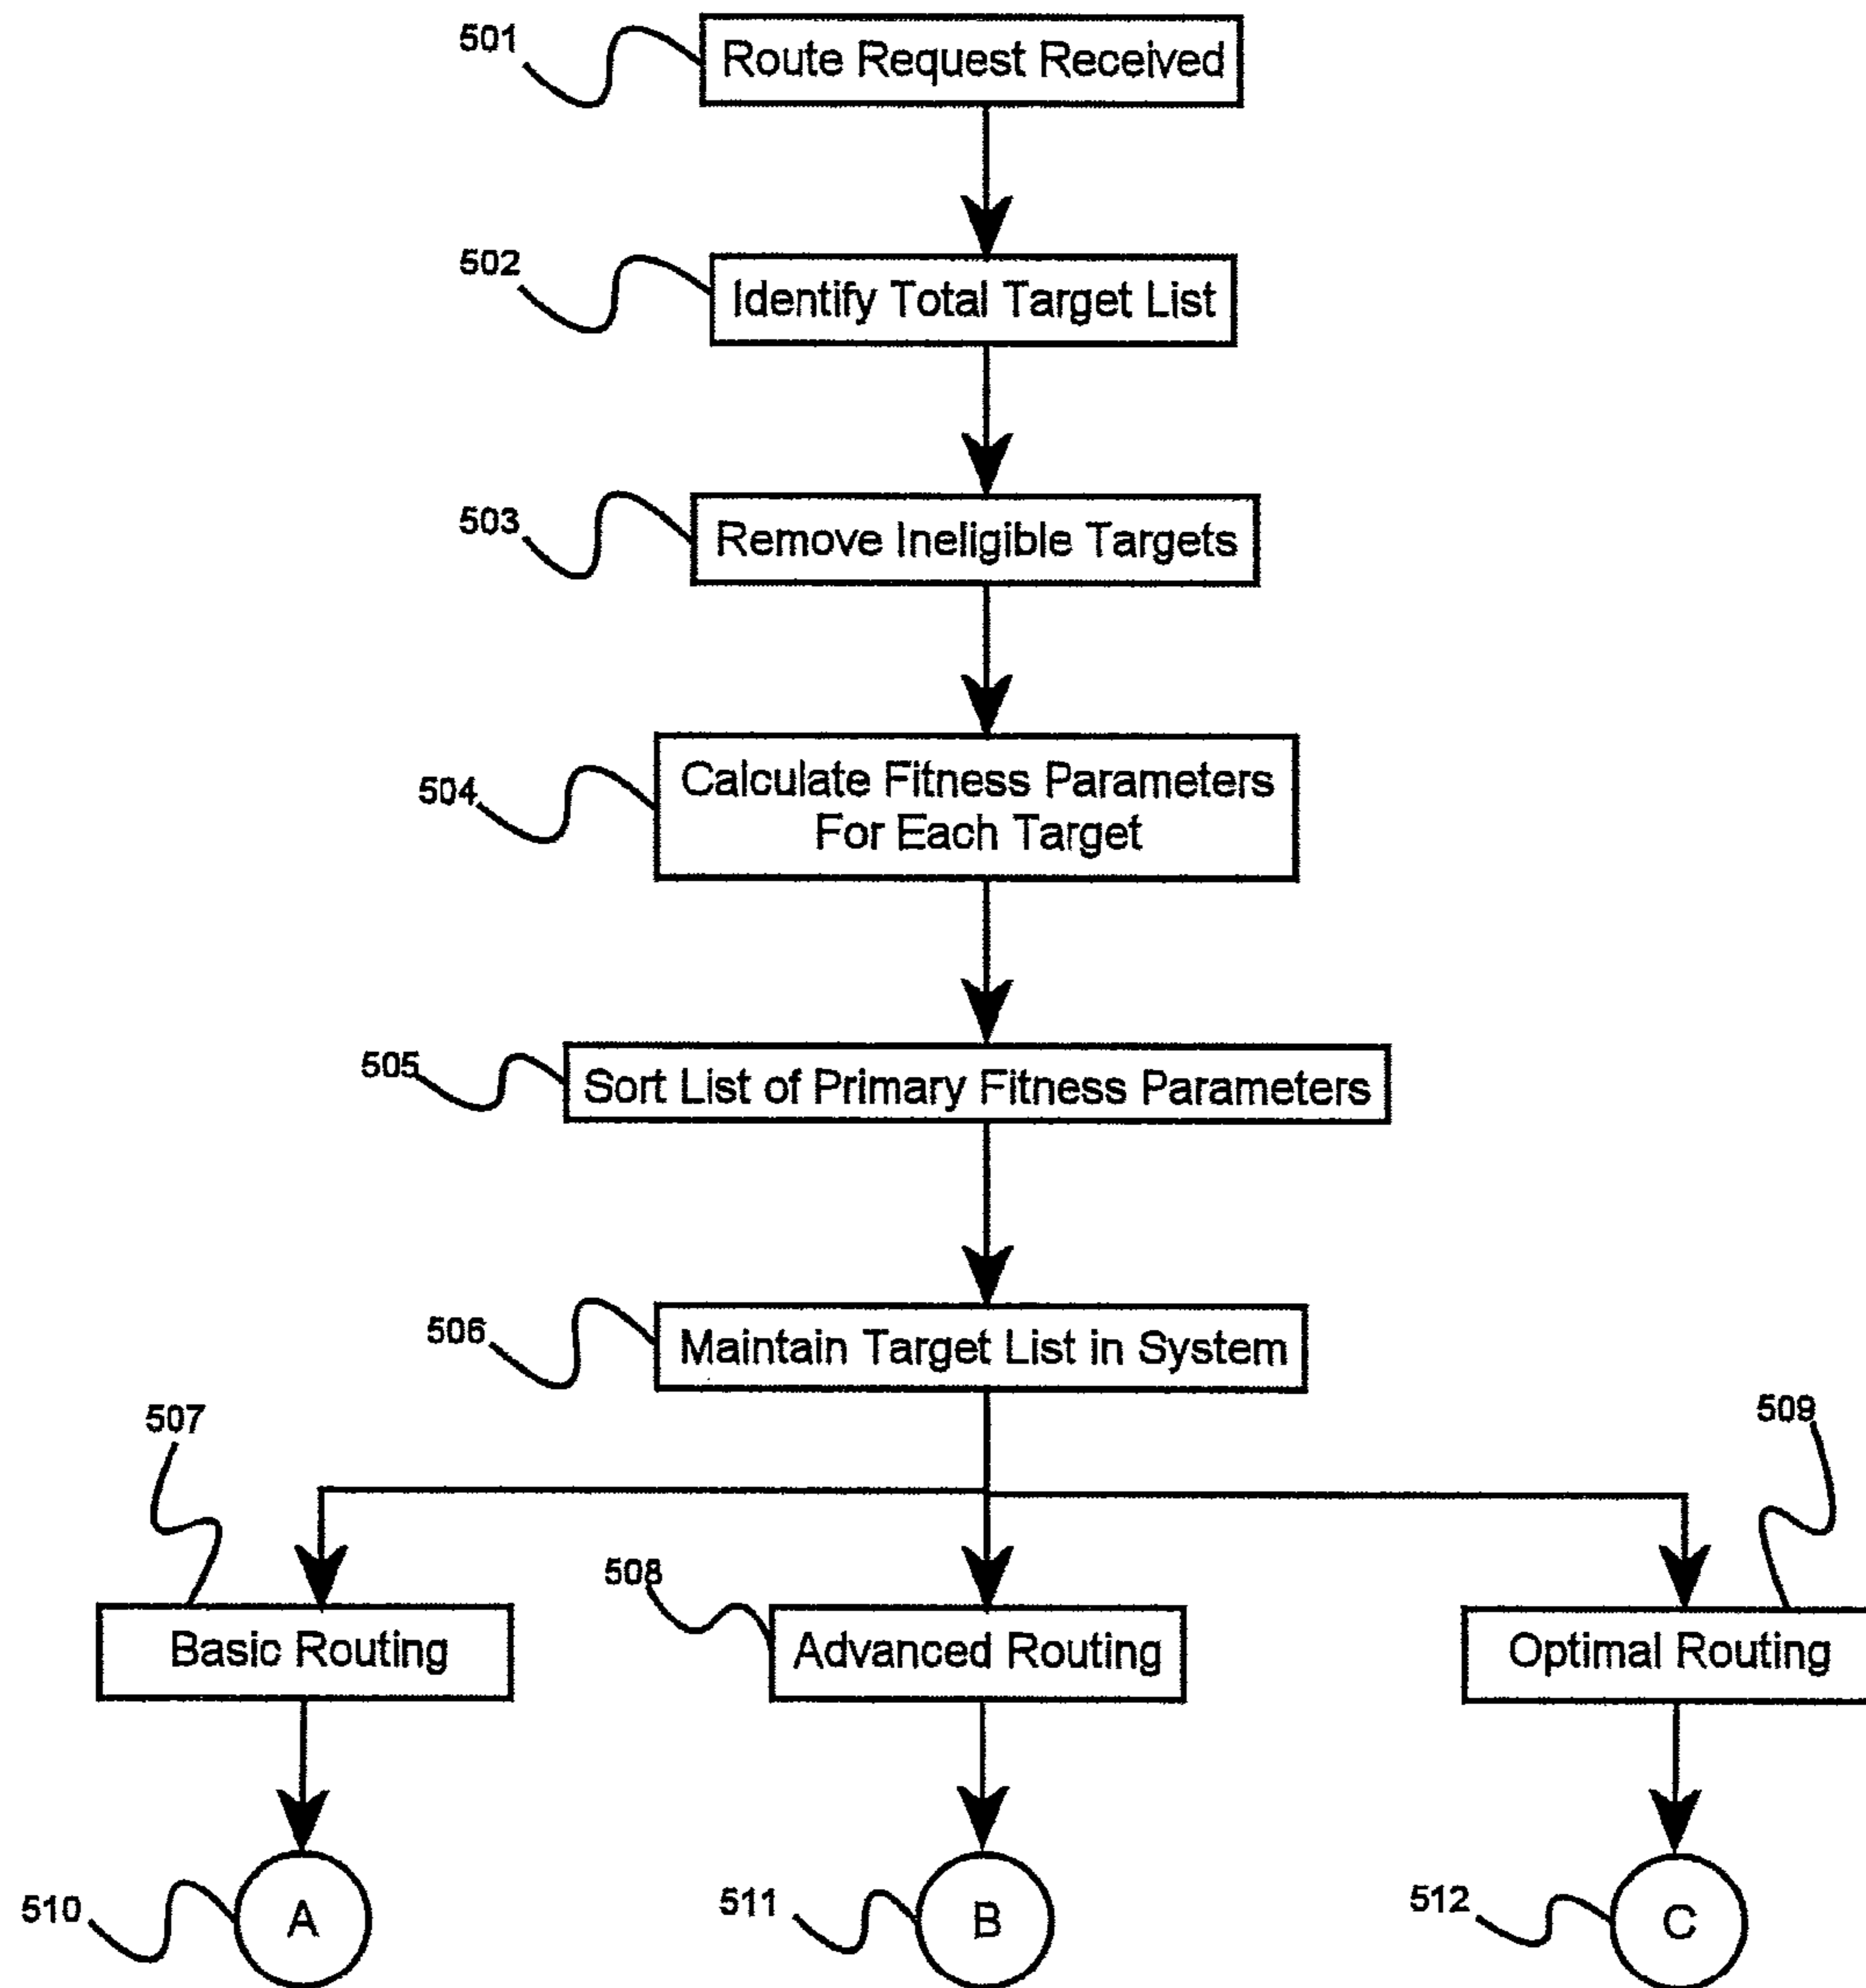 501
Route Request Received
502
Identify Total Target List
503
Remove Ineligible Targets
504
Calculate Fitness Parameters
For Each Target
505
Sort List of Primary Fitness Parameters
506
Maintain Target List in System
507
509
508
Basic Routing
Advanced Routing
Optimal Routing
510
A
511
B
512
C